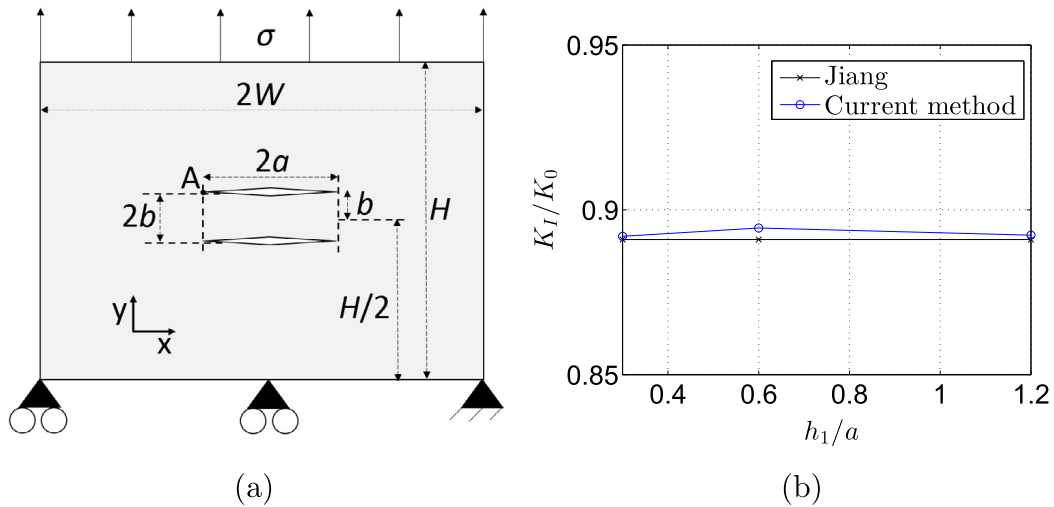 σ
2W
2a
A
b
2b
H
H/2
y
x
(a)
0.95
0.9
0.85
K_I/K_0
Jiang
Current method
0.4 0.6 0.8 1 1.2
h_1/a
(b)